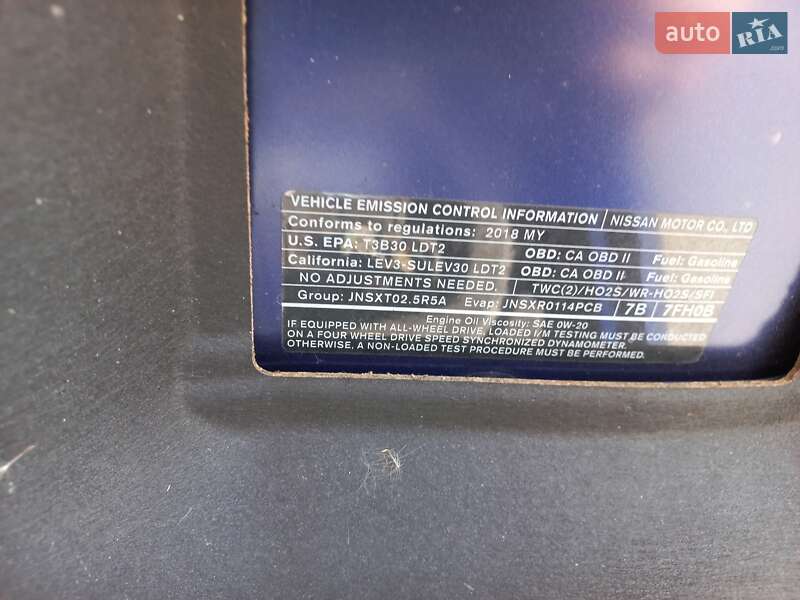 auto RIA .com
VEHICLE EMISSION CONTROL INFORMATION NISSAN MOTOR CO., LTD
Conforms to regulations: 2018 MY
U.S. EPA: T3B30 LDT2 OBD: CA OBD II Fuel: Gasoline
California: LEV3-SULEV30 LDT2 OBD: CA OBD II Fuel: Gasoline
NO ADJUSTMENTS NEEDED. TWC(2)/HO2S/WR-HO2S/SFI
Group: JNSXT02.5R5A Evap: JNSXR0114PCB 7B 7FH0B
Engine Oil Viscosity: SAE 0W-20
IF EQUIPPED WITH ALL-WHEEL DRIVE, LOADED I/M TESTING MUST BE CONDUCTED
ON A FOUR WHEEL DRIVE SPEED SYNCHRONIZED DYNAMOMETER.
OTHERWISE, A NON-LOADED TEST PROCEDURE MUST BE PERFORMED.